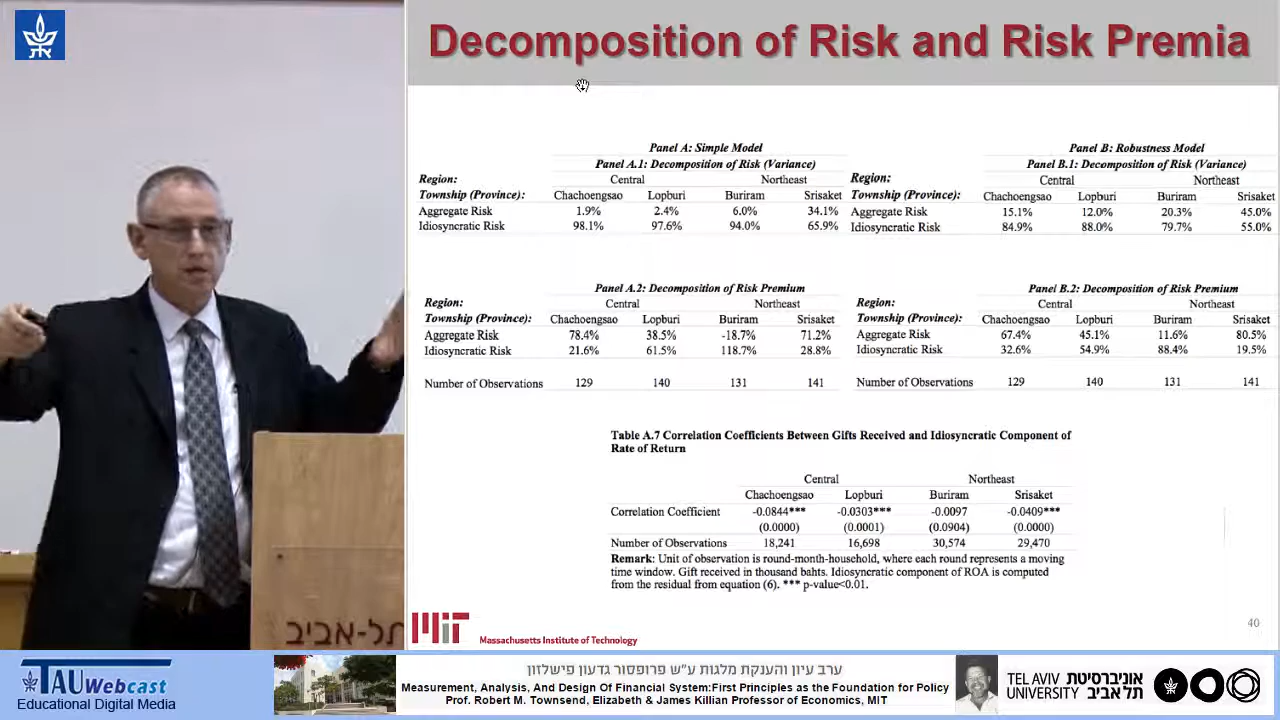 Decomposition of Risk and Risk Premia
Panel A: Simple Model
Panel A.1: Decomposition of Risk (Variance)
Region: Central Northeast
Township (Province): Chachoengsao Lopburi Buriram Srisaket
Aggregate Risk 1.9% 2.4% 6.0% 34.1%
Idiosyncratic Risk 98.1% 97.6% 94.0% 65.9%
Panel A.2: Decomposition of Risk Premium
Region: Central Northeast
Township (Province): Chachoengsao Lopburi Buriram Srisaket
Aggregate Risk 78.4% 38.5% -18.7% 71.2%
Idiosyncratic Risk 21.6% 61.5% 118.7% 28.8%
Number of Observations 129 140 131 141
Panel B: Robustness Model
Panel B.1: Decomposition of Risk (Variance)
Region: Central Northeast
Township (Province): Chachoengsao Lopburi Buriram Srisaket
Aggregate Risk 15.1% 12.0% 20.3% 45.0%
Idiosyncratic Risk 84.9% 88.0% 79.7% 55.0%
Panel B.2: Decomposition of Risk Premium
Region: Central Northeast
Township (Province): Chachoengsao Lopburi Buriram Srisaket
Aggregate Risk 67.4% 45.1% 11.6% 80.5%
Idiosyncratic Risk 32.6% 54.9% 88.4% 19.5%
Number of Observations 129 140 131 141
Table A.7 Correlation Coefficients Between Gifts Received and Idiosyncratic Component of
Rate of Return
Central Northeast
Chachoengsao Lopburi Buriram Srisaket
Correlation Coefficient -0.0844*** -0.0303*** -0.0097 -0.0409***
(0.0000) (0.0001) (0.0904) (0.0000)
Number of Observations 18,241 16,698 30,574 29,470
Remark: Unit of observation is round-month-household, where each round represents a moving
time window. Gift received in thousand bahts. Idiosyncratic component of ROA is computed
from the residual from equation (6). *** p-value<0.01.
MIT Massachusetts Institute of Technology
40
תל-אביב
TAU Webcast
Educational Digital Media
ערב עיון והענקת מלגות ע"ש פרופסור גדעון פישלזון
Measurement, Analysis, And Design Of Financial System:First Principles as the Foundation for Policy
Prof. Robert M. Townsend, Elizabeth & James Killian Professor of Economics, MIT
TEL AVIV אוניברסיטת
UNIVERSITY תל אביב